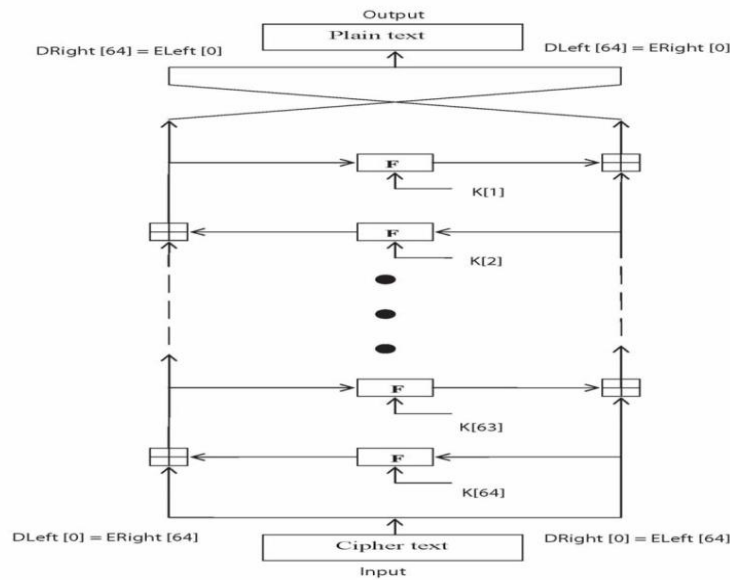 Output
Plain text
DRight [64] = ELeft [0]
DLeft [64] = ERight [0]
F
K[1]
F
K[2]
F
K[63]
F
K[64]
DLeft [0] = ERight [64]
DRight [0] = ELeft [64]
Cipher text
Input